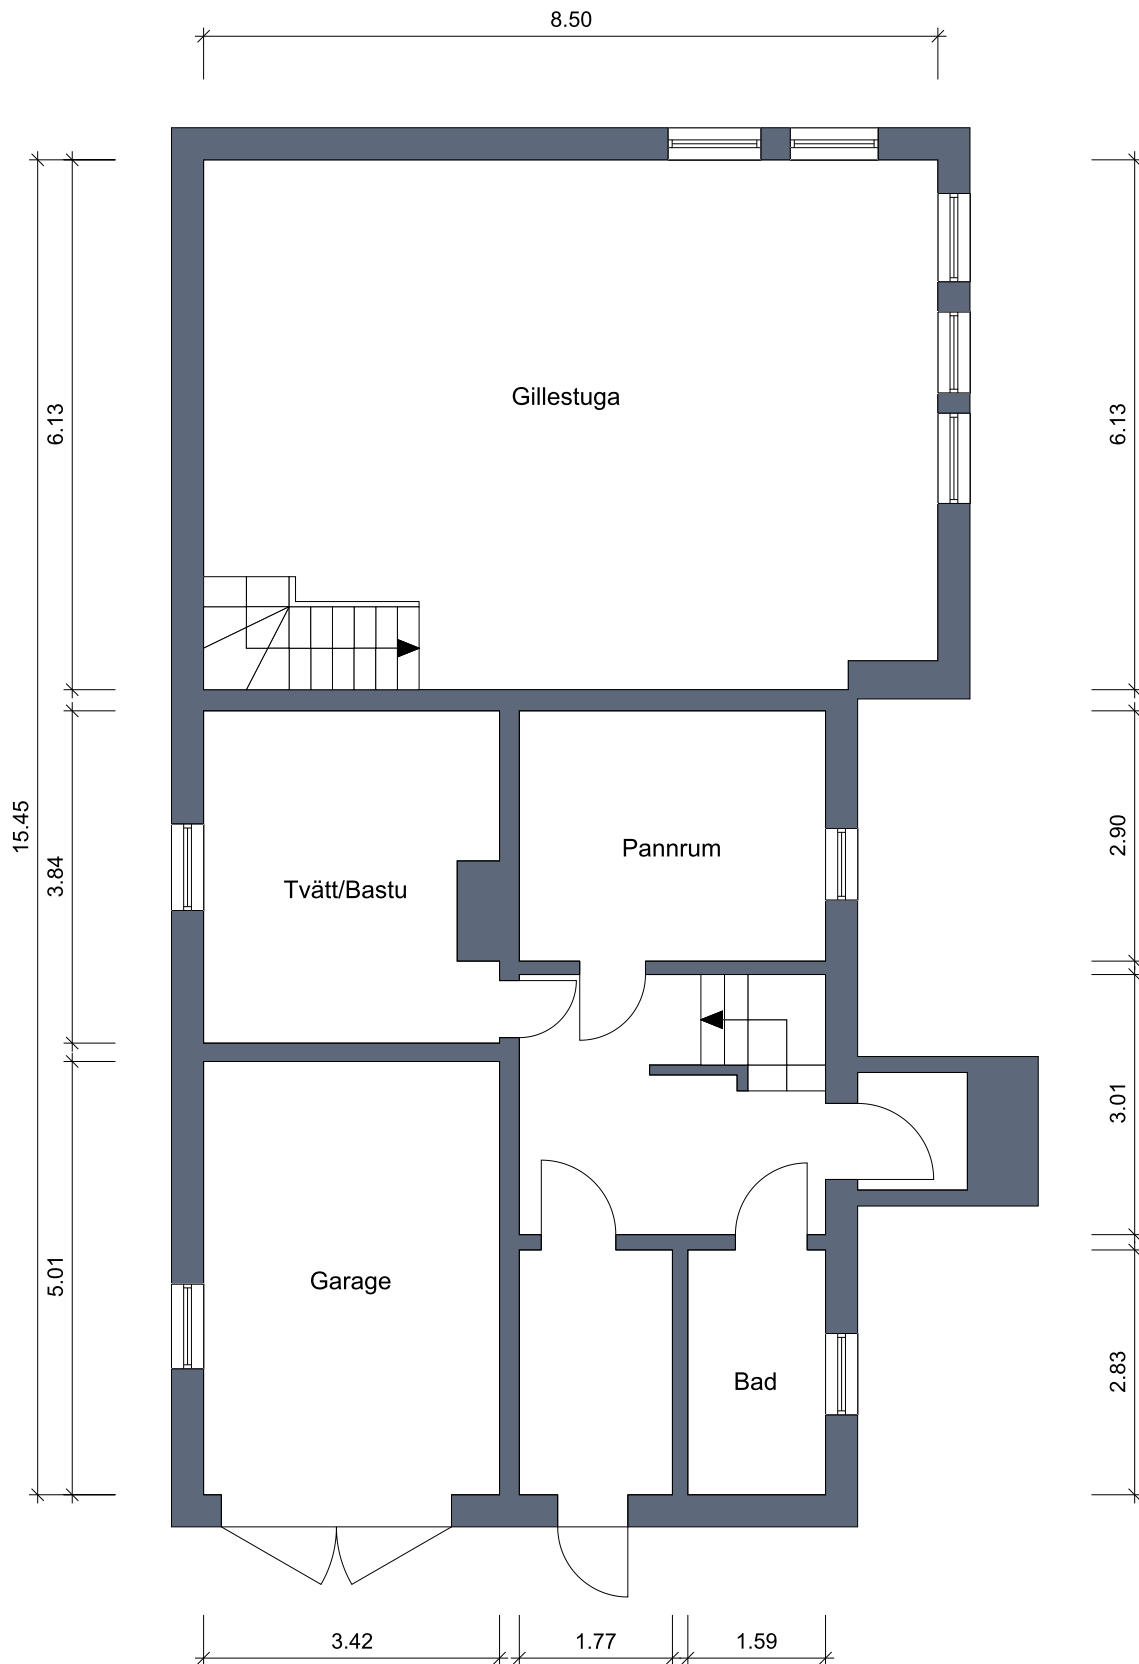 8.50
6.13
6.13
Gillestuga
15.45
3.84
2.90
Pannrum
Tvätt/Bastu
3.01
5.01
Garage
2.83
Bad
3.42
1.77
1.59